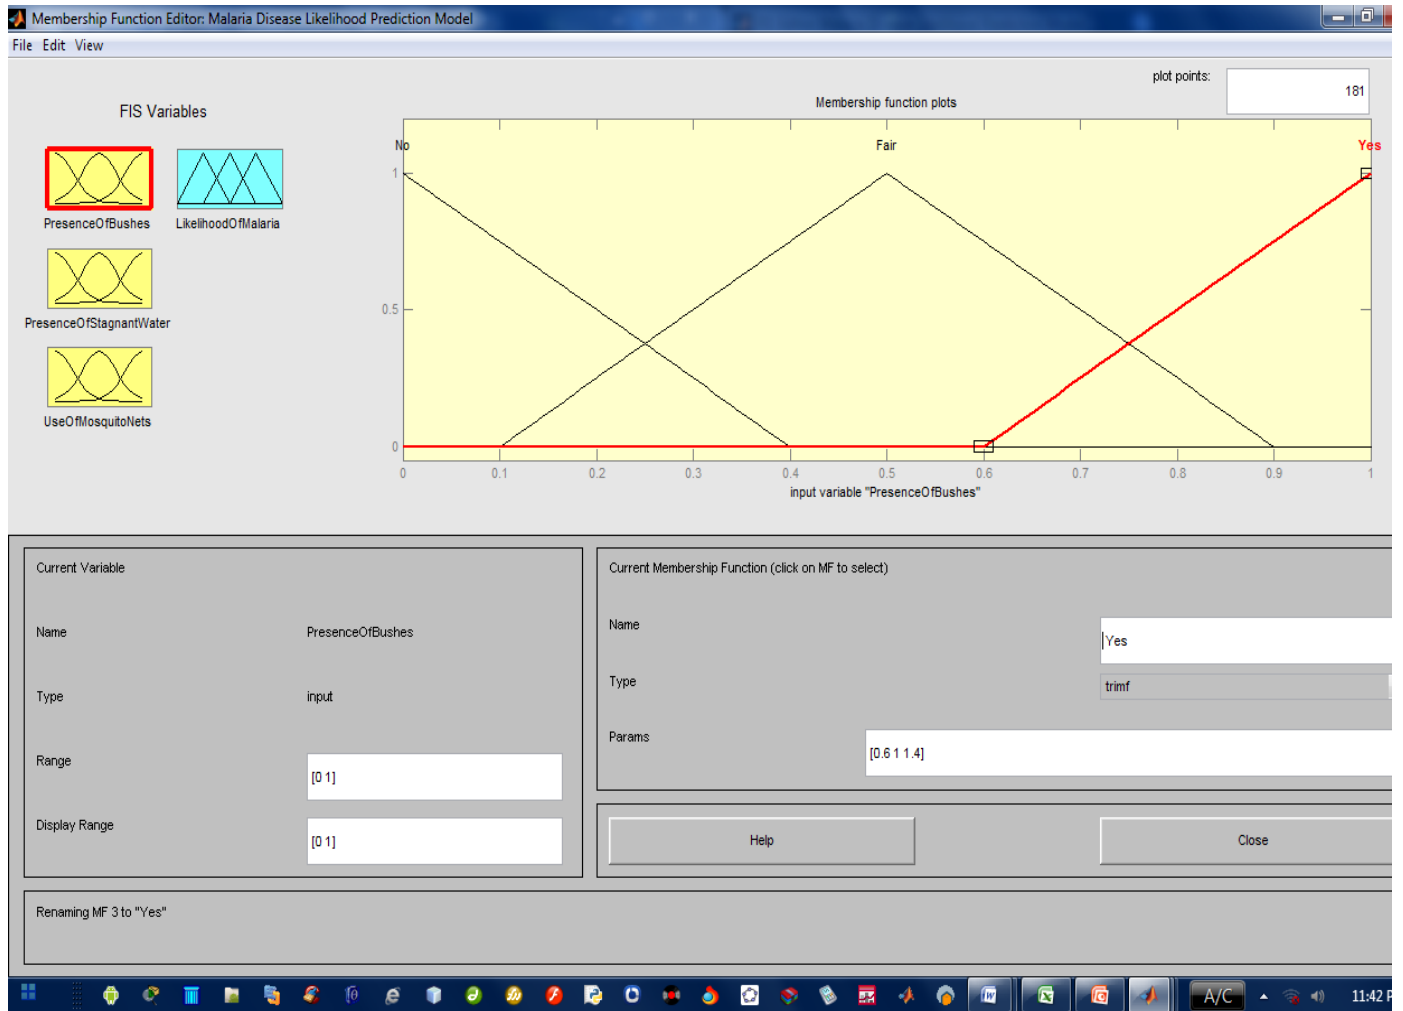 Membership Function Editor: Malaria Disease Likelihood Prediction Model
File Edit View
plot points:
181
FIS Variables
Membership function plots
No
Fair
Yes
PresenceOfBushes
LikelihoodOfMalaria
PresenceOfStagnantWater
UseOfMosquitoNets
1
0.5
0
0 0.1 0.2 0.3 0.4 0.5 0.6 0.7 0.8 0.9 1
input variable "PresenceOfBushes"
Current Variable
Name PresenceOfBushes
Type input
Range [0 1]
Display Range [0 1]
Current Membership Function (click on MF to select)
Name Yes
Type trimf
Params [0.6 1 1.4]
Help Close
Renaming MF 3 to "Yes"
A/C 11:42 P